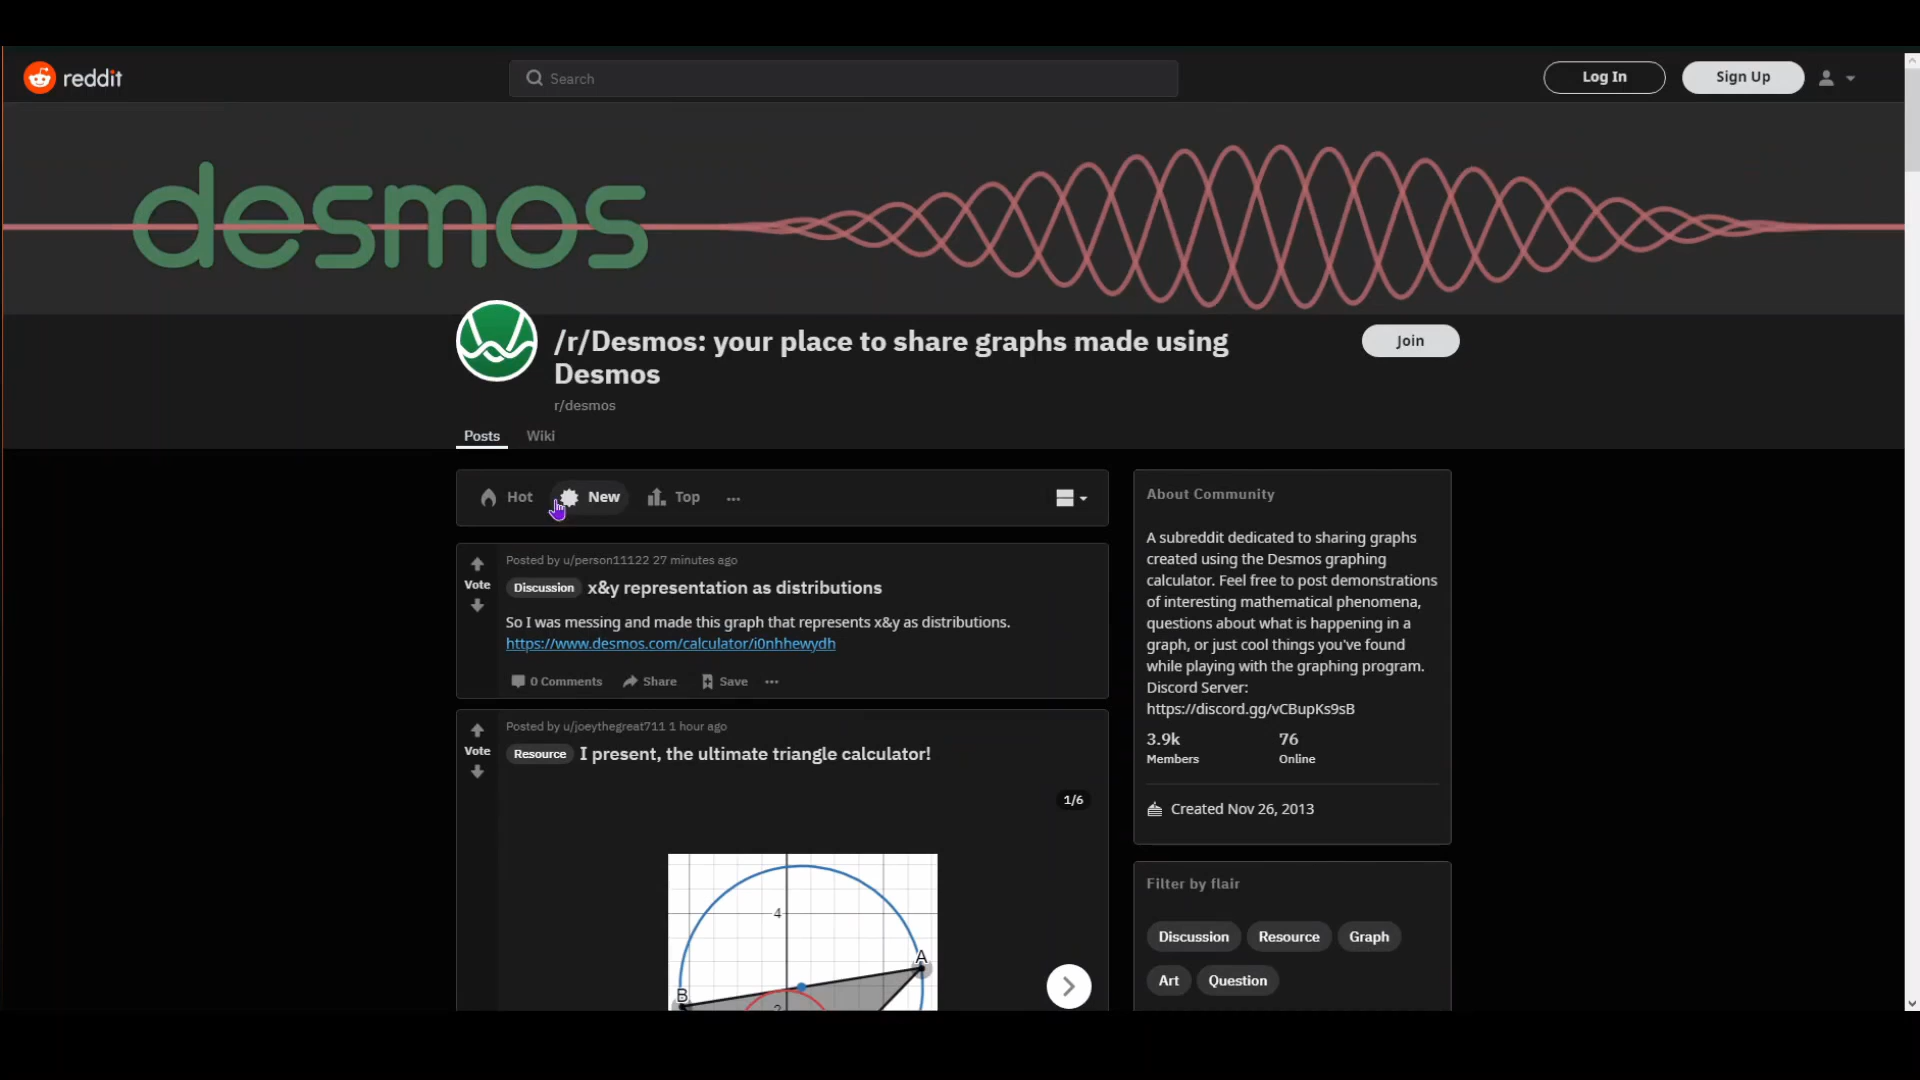 reddit
Search
Log In
Sign Up
desmos
/r/Desmos: your place to share graphs made using
Desmos
Join
r/desmos
Posts
Wiki
Hot
New
Top
...
Posted by u/person11122 27 minutes ago
Vote
Discussion x&y representation as distributions
So I was messing and made this graph that represents x&y as distributions.
https://www.desmos.com/calculator/i0nhhewydh
0 Comments
Share
Save
...
Posted by u/joeythegreat711 1 hour ago
Vote
Resource I present, the ultimate triangle calculator!
1/6
4
A
B
2
About Community
A subreddit dedicated to sharing graphs
created using the Desmos graphing
calculator. Feel free to post demonstrations
of interesting mathematical phenomena,
questions about what is happening in a
graph, or just cool things you've found
while playing with the graphing program.
Discord Server:
https://discord.gg/vCBupKs9sB
3.9k
Members
76
Online
Created Nov 26, 2013
Filter by flair
Discussion
Resource
Graph
Art
Question